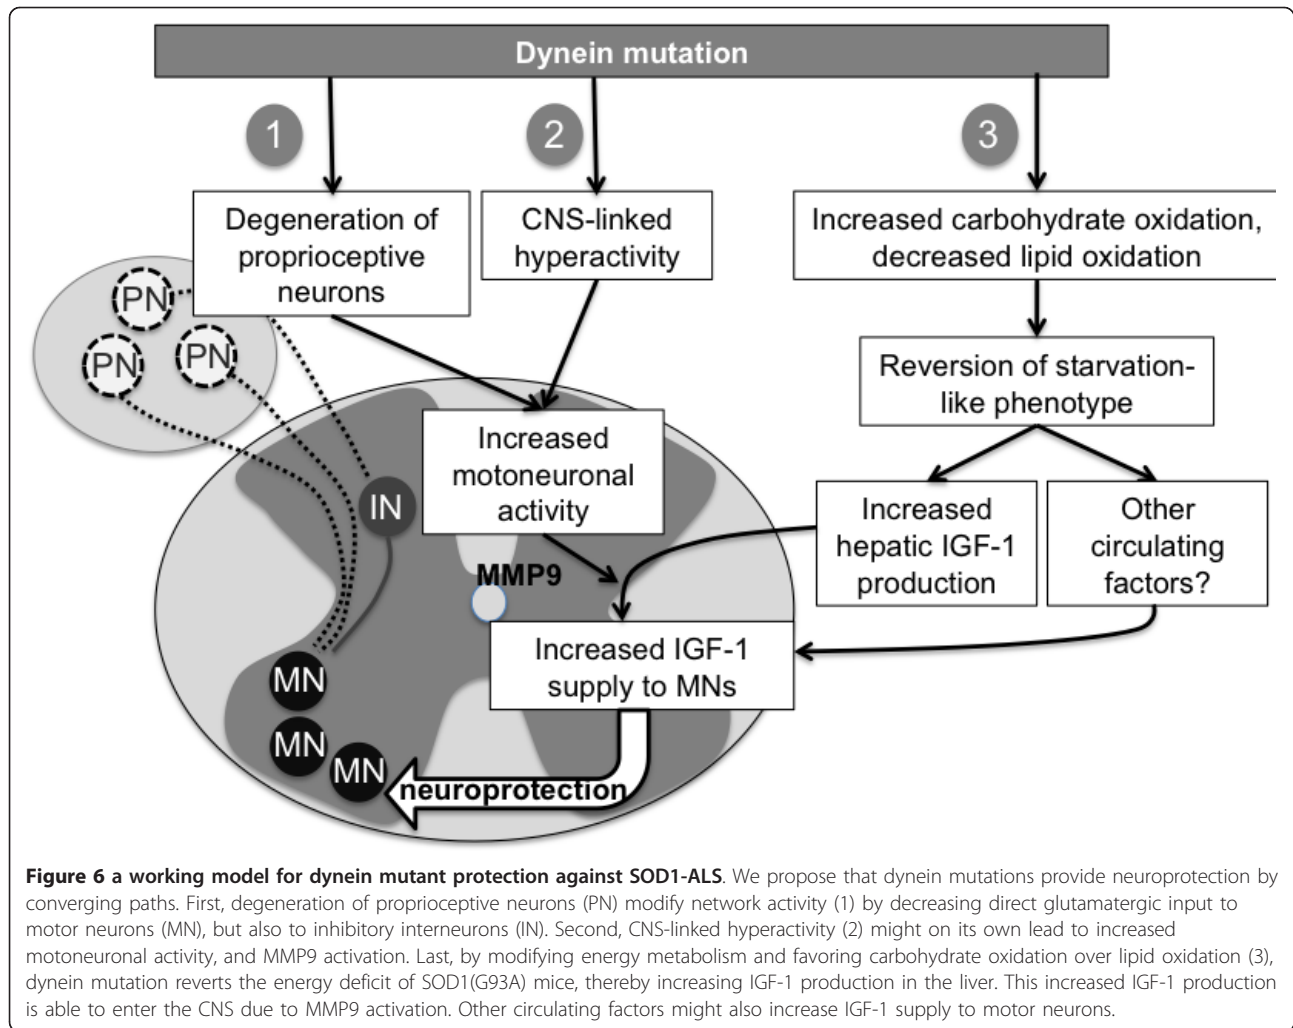 Dynein mutation
1
2
3
Degeneration of
proprioceptive
neurons
CNS-linked
hyperactivity
Increased carbohydrate oxidation,
decreased lipid oxidation
PN
PN
PN
Reversion of starvation-
like phenotype
Increased
motoneuronal
activity
IN
Increased
hepatic IGF-1
production
Other
circulating
factors?
MMP9
Increased IGF-1
supply to MNs
MN
MN
MN
neuroprotection
Figure 6 a working model for dynein mutant protection against SOD1-ALS. We propose that dynein mutations provide neuroprotection by
converging paths. First, degeneration of proprioceptive neurons (PN) modify network activity (1) by decreasing direct glutamatergic input to
motor neurons (MN), but also to inhibitory interneurons (IN). Second, CNS-linked hyperactivity (2) might on its own lead to increased
motoneuronal activity, and MMP9 activation. Last, by modifying energy metabolism and favoring carbohydrate oxidation over lipid oxidation (3),
dynein mutation reverts the energy deficit of SOD1(G93A) mice, thereby increasing IGF-1 production in the liver. This increased IGF-1 production
is able to enter the CNS due to MMP9 activation. Other circulating factors might also increase IGF-1 supply to motor neurons.